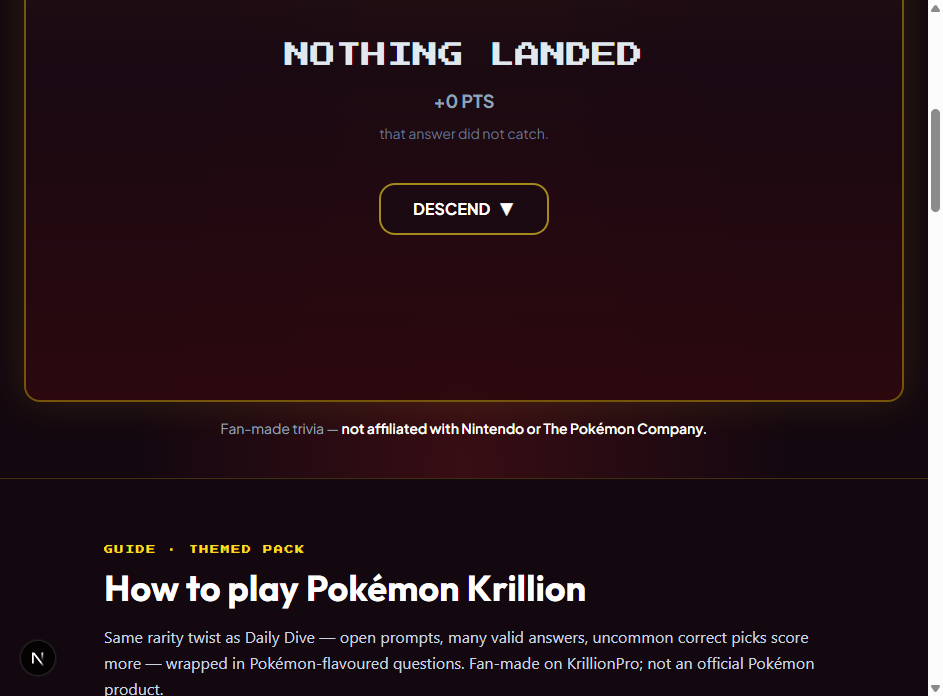 NOTHING LANDED
+0 PTS
that answer did not catch.
DESCEND ▼
Fan-made trivia — not affiliated with Nintendo or The Pokémon Company.
GUIDE · THEMED PACK
How to play Pokémon Krillion
Same rarity twist as Daily Dive — open prompts, many valid answers, uncommon correct picks score
more — wrapped in Pokémon-flavoured questions. Fan-made on KrillionPro; not an official Pokémon
product.
N